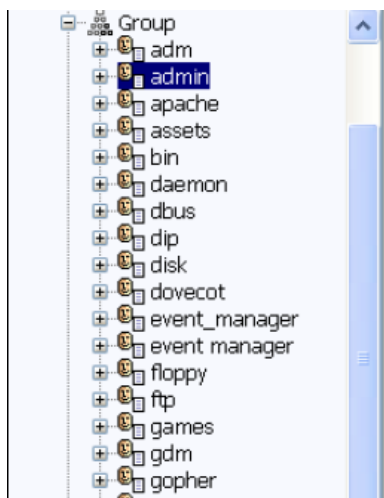 Group
adm
admin
apache
assets
bin
daemon
dbus
dip
disk
dovecot
event_manager
event manager
floppy
ftp
games
gdm
gopher